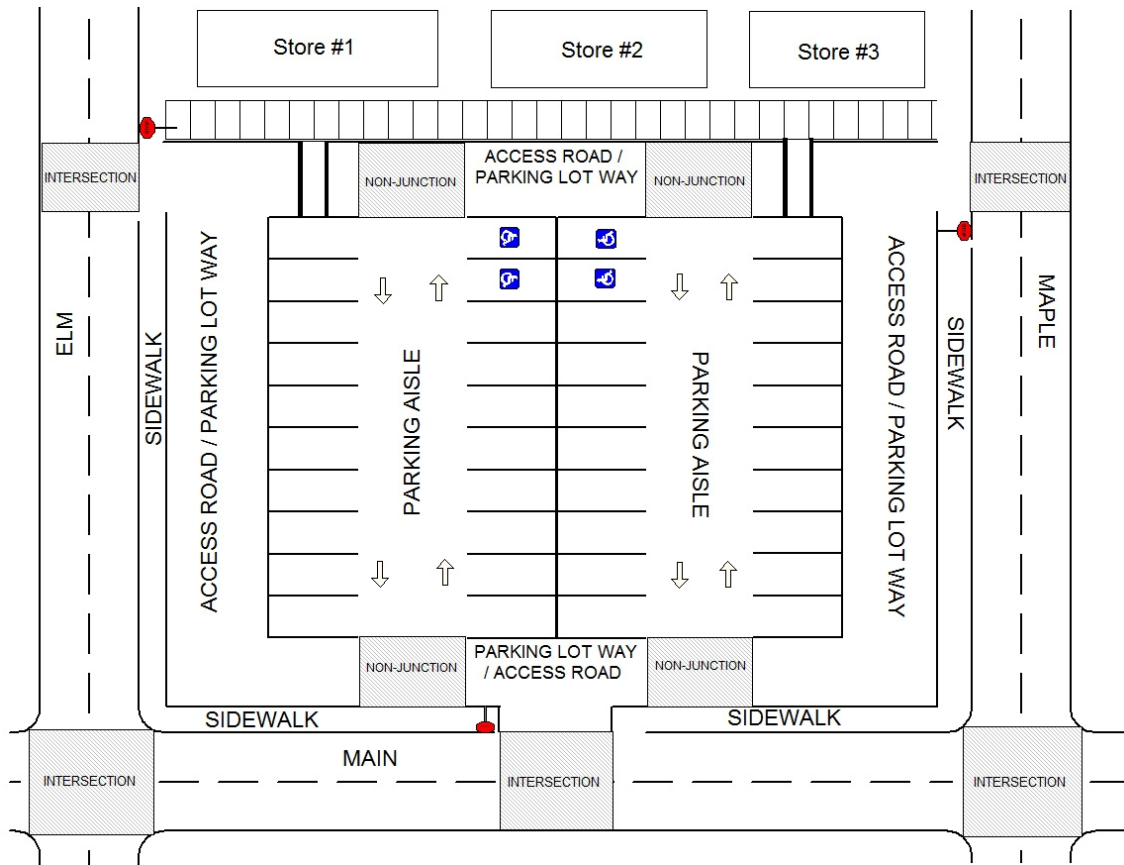 Store #1
Store #2
Store #3
INTERSECTION
NON-JUNCTION
ACCESS ROAD /
PARKING LOT WAY
NON-JUNCTION
INTERSECTION
ELM
SIDEWALK
ACCESS ROAD / PARKING LOT WAY
PARKING AISLE
PARKING AISLE
ACCESS ROAD / PARKING LOT WAY
SIDEWALK
MAPLE
NON-JUNCTION
PARKING LOT WAY
/ ACCESS ROAD
NON-JUNCTION
SIDEWALK
SIDEWALK
MAIN
INTERSECTION
INTERSECTION
INTERSECTION